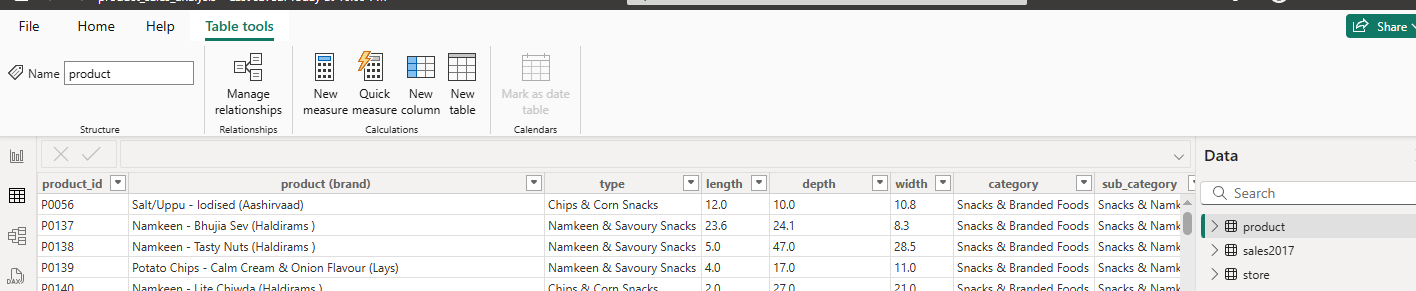 File Home Table tools Share
Name product
Manage relationships
New measure
Quick measure
New column
New table
Mark as date table
Structure Relationships Calculations Calendars
Data
product_id product (brand) type length depth width category sub_category
Search
P0056 Salt/Uppu - Iodised (Aashirvaad) Chips & Corn Snacks 12.0 10.0 10.8 Snacks & Branded Foods Snacks & Namk
P0137 Namkeen - Bhujia Sev (Haldirams ) Namkeen & Savoury Snacks 23.6 24.1 8.3 Snacks & Branded Foods Snacks & Namk
product
P0138 Namkeen - Tasty Nuts (Haldirams ) Namkeen & Savoury Snacks 5.0 47.0 28.5 Snacks & Branded Foods Snacks & Namk
sales2017
P0139 Potato Chips - Calm Cream & Onion Flavour (Lays) Namkeen & Savoury Snacks 4.0 17.0 11.0 Snacks & Branded Foods Snacks & Namk
store
P0140 Namkeen - Lite Chiwda (Haldirams ) Chips & Corn Snacks 2.0 27.0 21.0 Snacks & Branded Foods Snacks & Namk
DAX